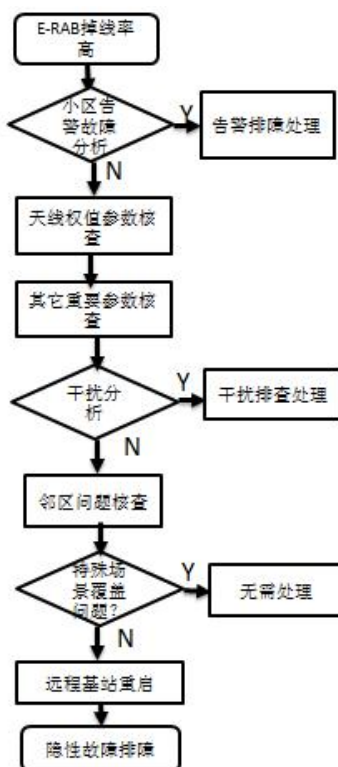 E-RAB掉线率
高
小区告
警故障
分析
Y
告警排障处理
N
天线权值参数核
查
其它重要参数核
查
干扰分
析
Y
干扰排查处理
N
邻区问题核查
特殊场
景覆盖
问题?
Y
无需处理
N
远程基站重启
隐性故障排障